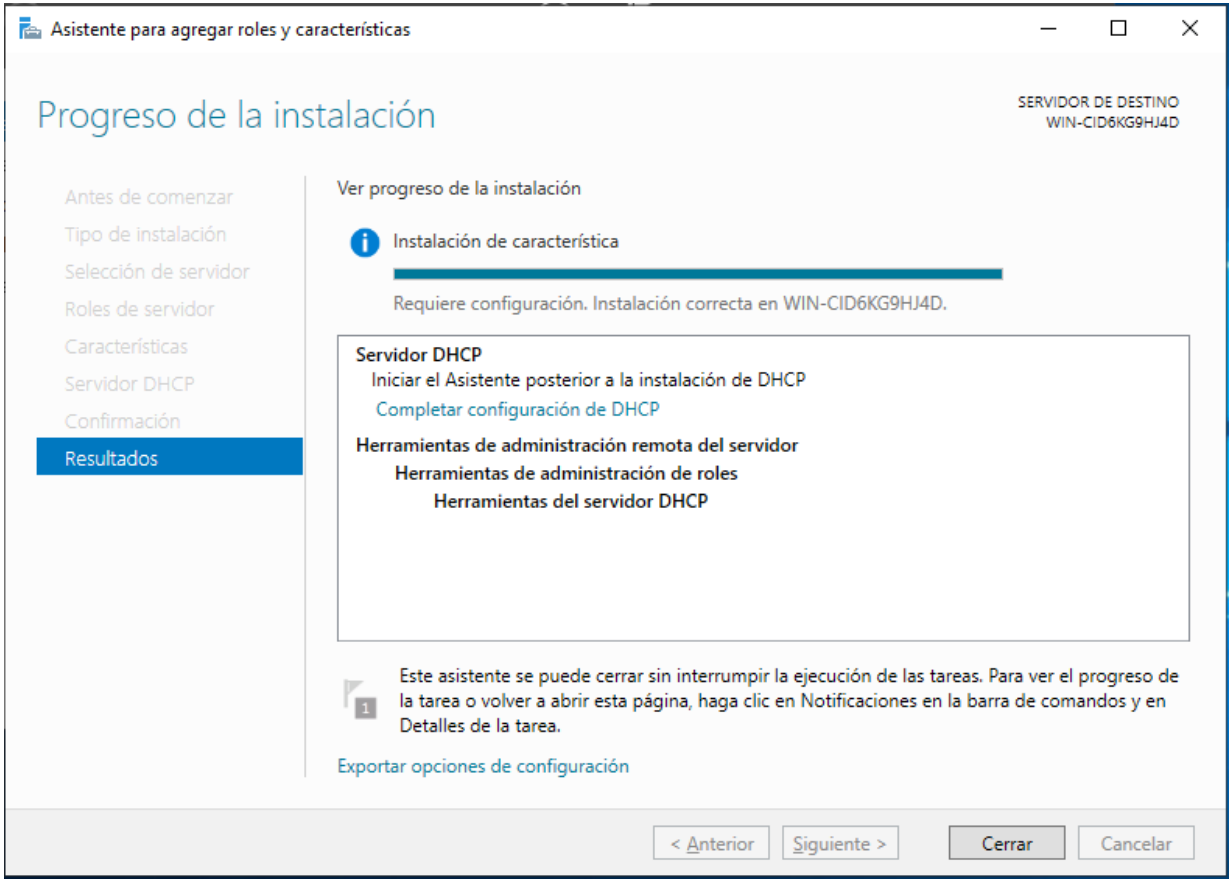 Asistente para agregar roles y características
Progreso de la instalación
SERVIDOR DE DESTINO
WIN-CID6KG9HJ4D
Antes de comenzar
Tipo de instalación
Selección de servidor
Roles de servidor
Características
Servidor DHCP
Confirmación
Resultados
Ver progreso de la instalación
Instalación de característica
Requiere configuración. Instalación correcta en WIN-CID6KG9HJ4D.
Servidor DHCP
Iniciar el Asistente posterior a la instalación de DHCP
Completar configuración de DHCP
Herramientas de administración remota del servidor
Herramientas de administración de roles
Herramientas del servidor DHCP
1
Este asistente se puede cerrar sin interrumpir la ejecución de las tareas. Para ver el progreso de
la tarea o volver a abrir esta página, haga clic en Notificaciones en la barra de comandos y en
Detalles de la tarea.
Exportar opciones de configuración
< Anterior
Siguiente >
Cerrar
Cancelar